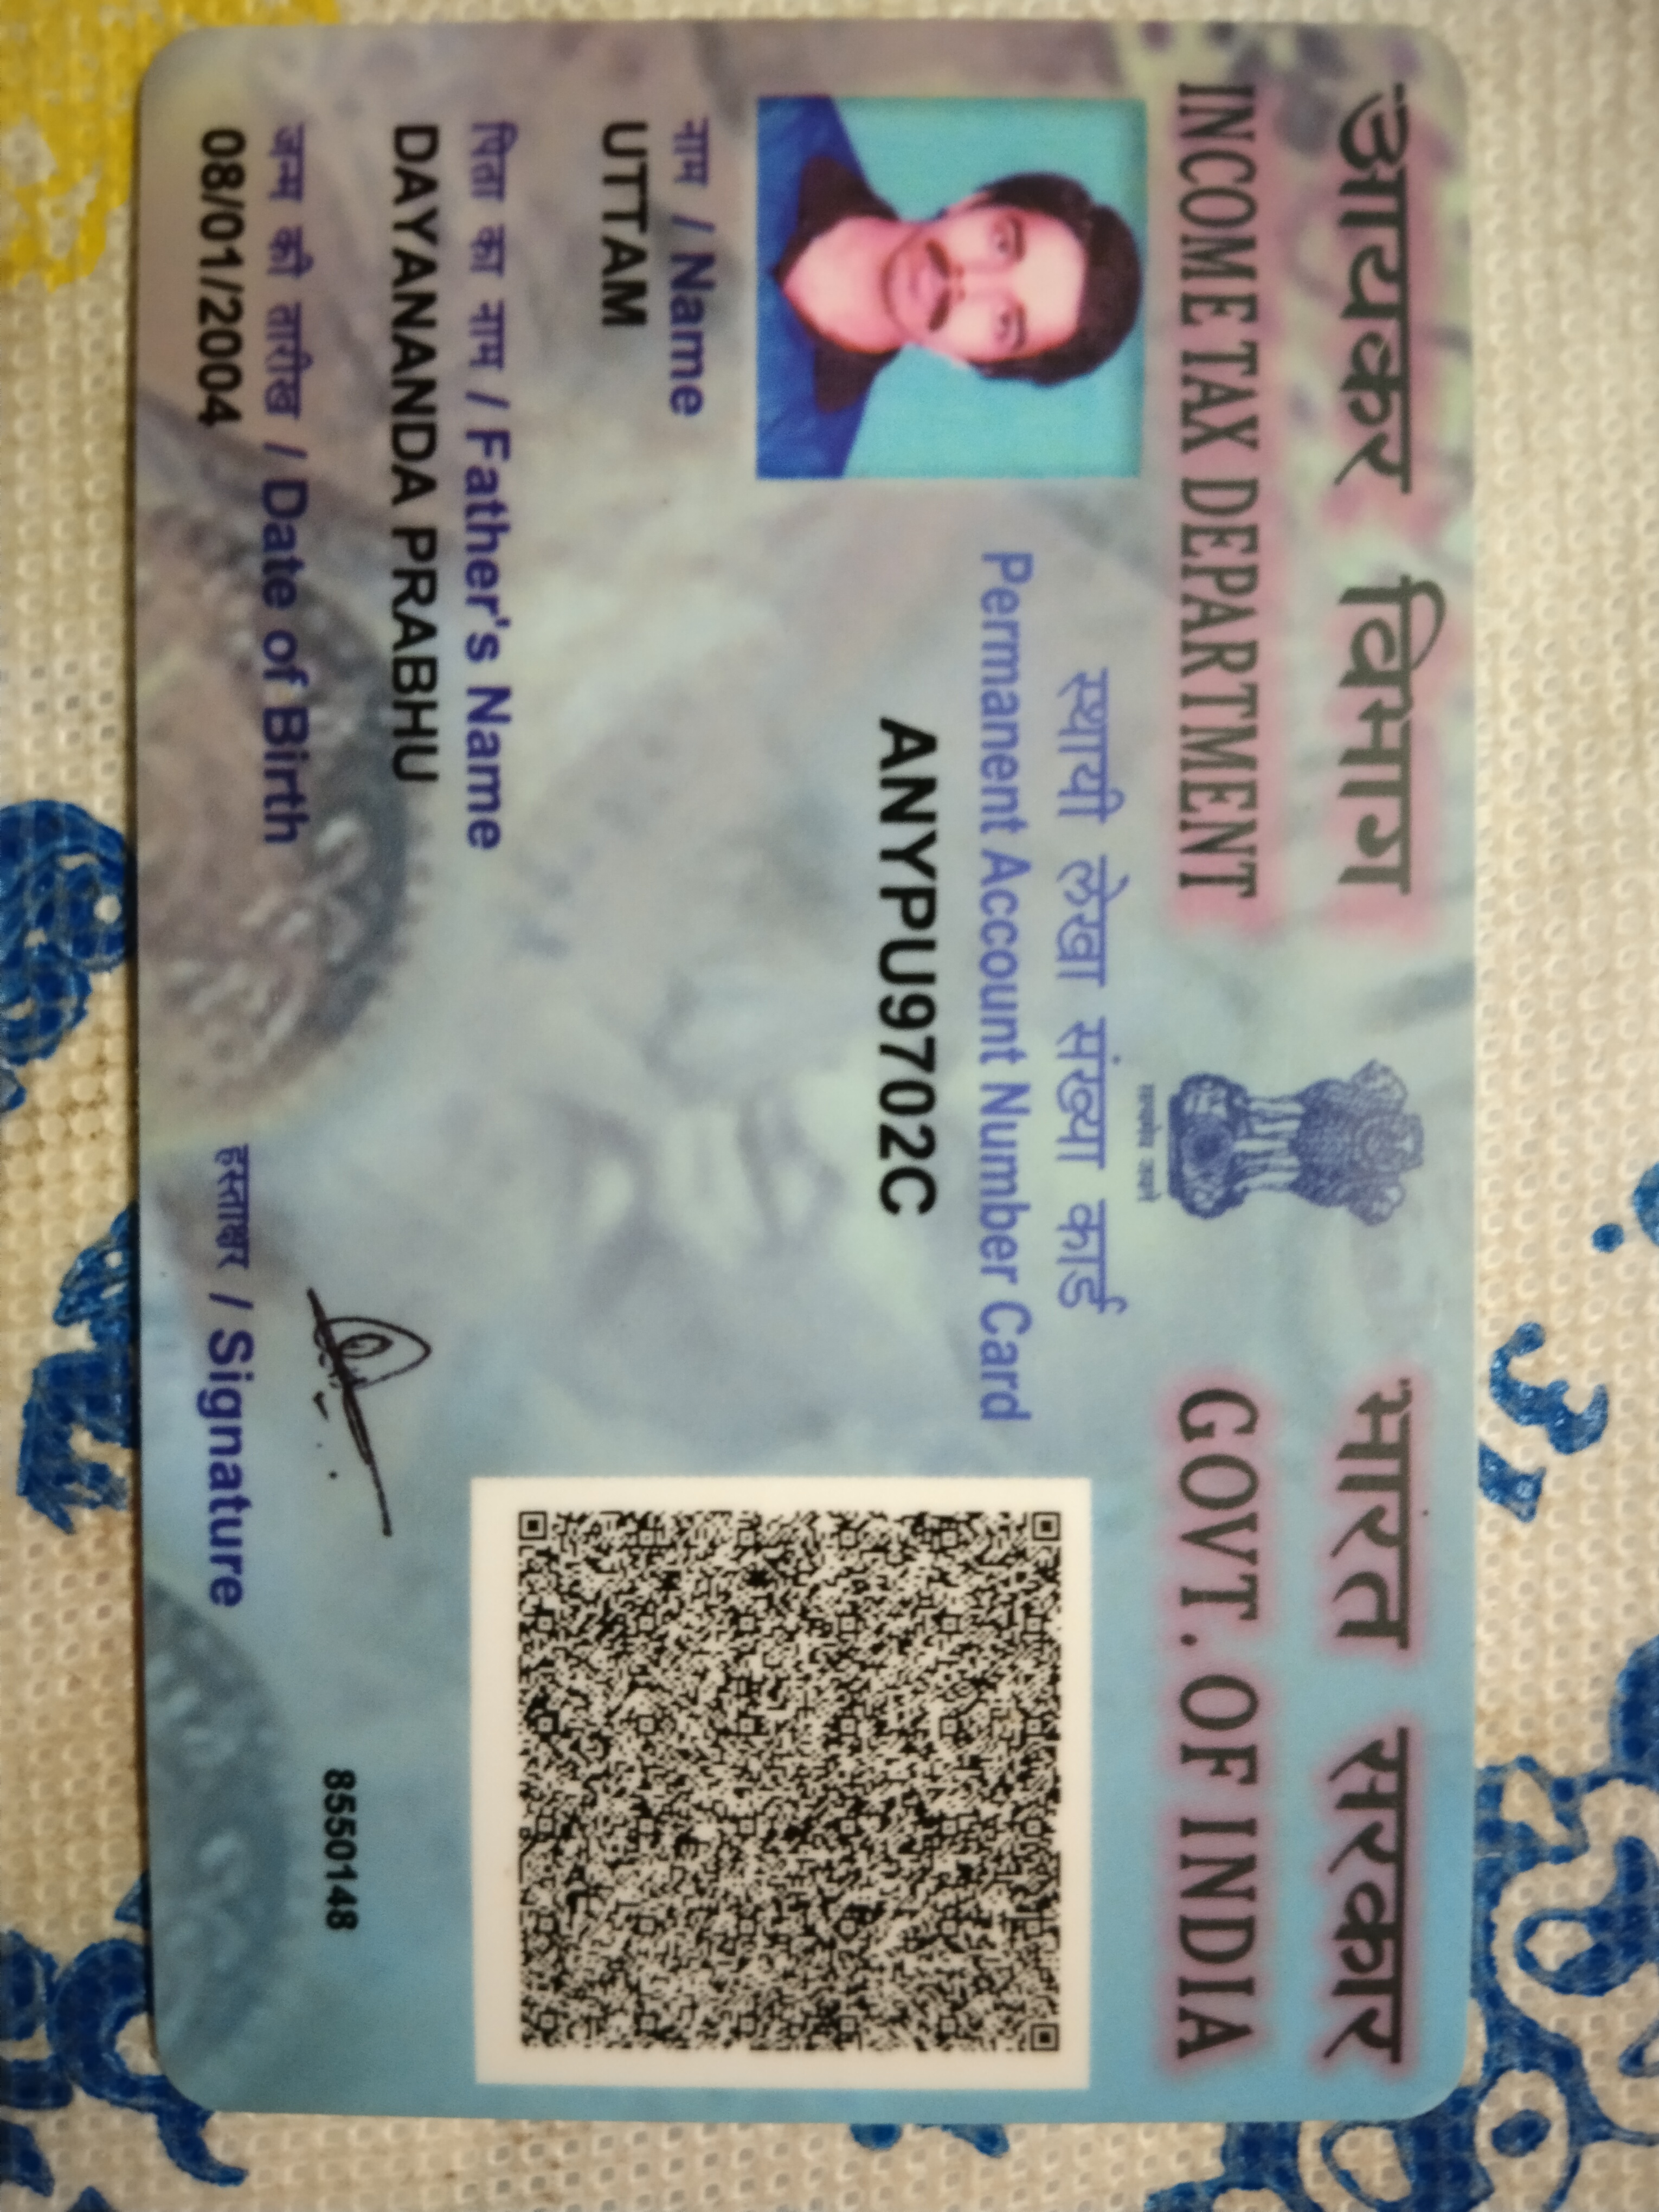 आयकर विभाग
INCOME TAX DEPARTMENT
सत्यमेव जयते
भारत सरकार
GOVT. OF INDIA
स्थायी लेखा संख्या कार्ड
Permanent Account Number Card
ANYPU9702C
नाम / Name
UTTAM
पिता का नाम / Father's Name
DAYANANDA PRABHU
जन्म की तारीख / Date of Birth
08/01/2004
हस्ताक्षर / Signature
8550148